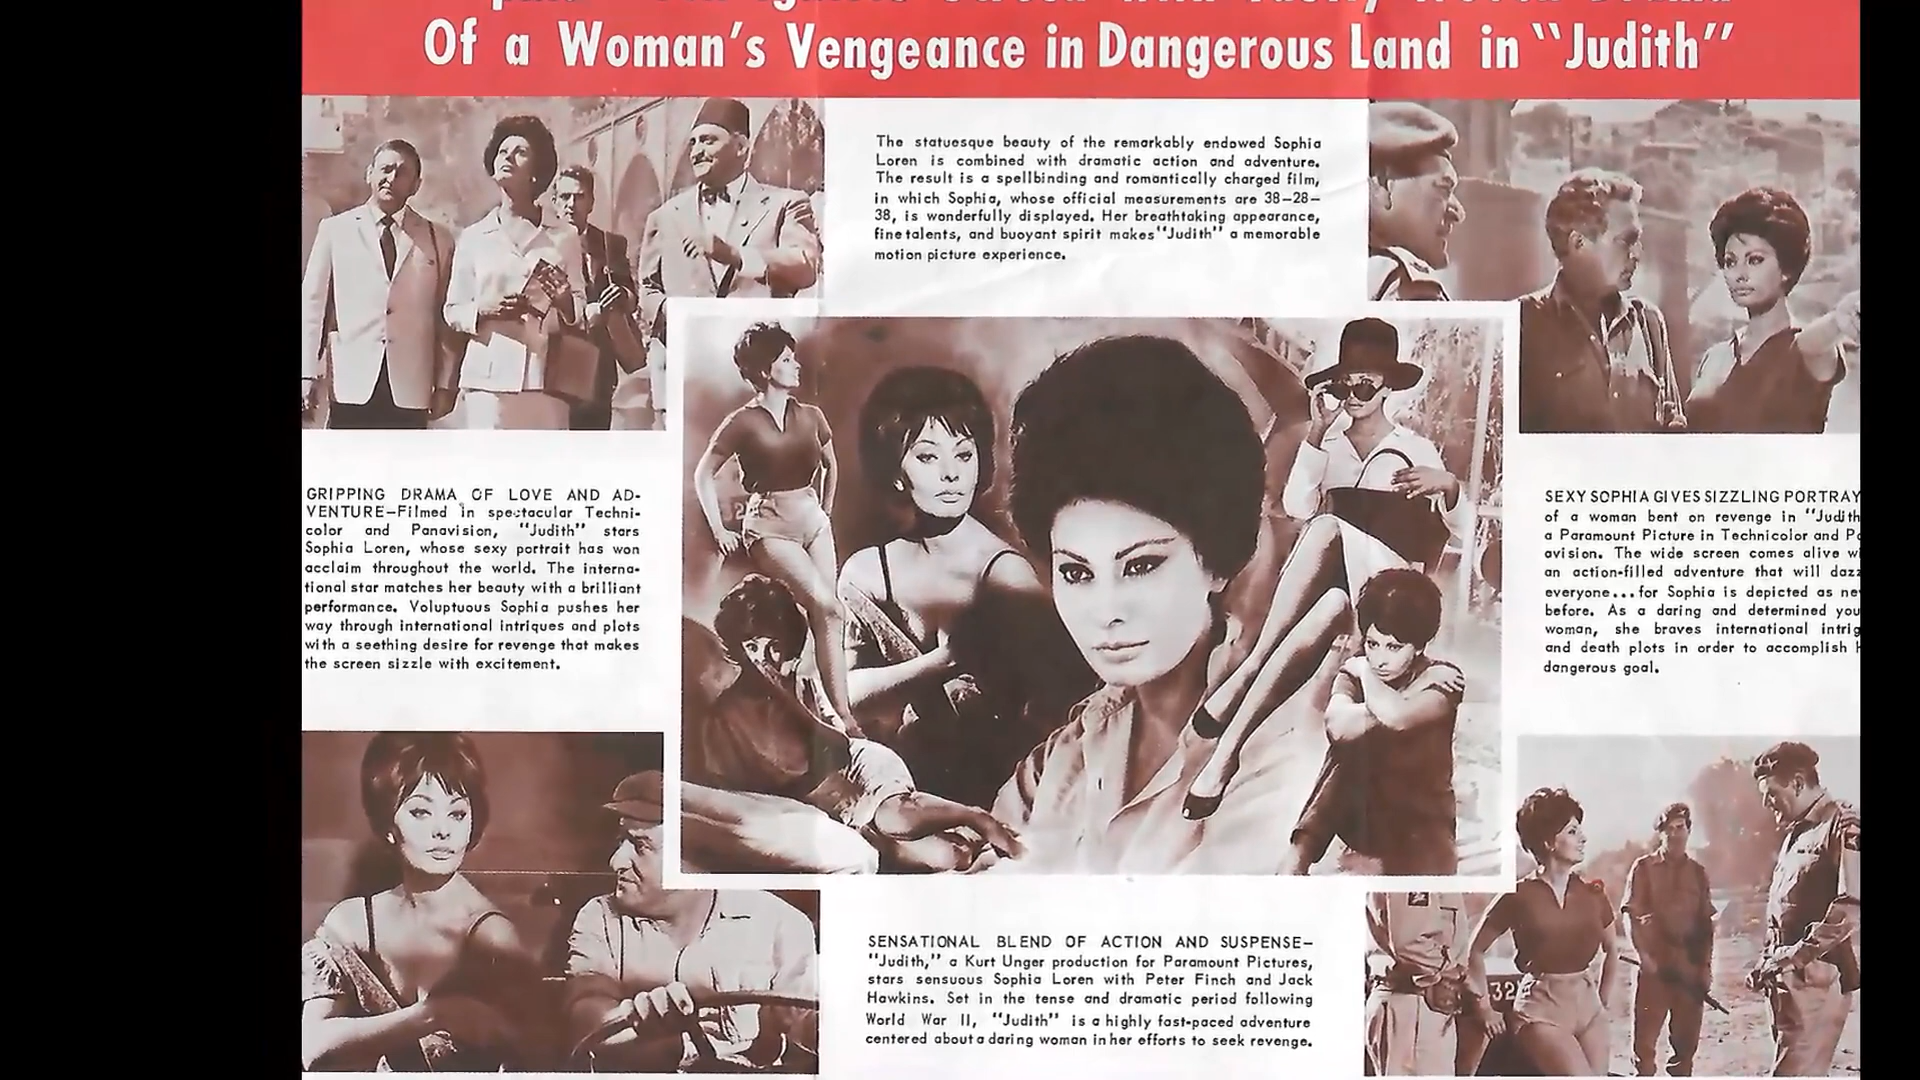 Of a Woman's Vengeance in Dangerous Land in "Judith"
The statuesque beauty of the remarkably endowed Sophia
Loren is combined with dramatic action and adventure.
The result is a spellbinding and romantically charged film,
in which Sophia, whose official measurements are 38-28-
38, is wonderfully displayed. Her breathtaking appearance,
fine talents, and buoyant spirit makes "Judith" a memorable
motion picture experience.
GRIPPING DRAMA OF LOVE AND AD-
VENTURE-Filmed in spectacular Techni-
color and Panavision, "Judith" stars
Sophia Loren, whose sexy portrait has won
acclaim throughout the world. The interna-
tional star matches her beauty with a brilliant
performance. Voluptuous Sophia pushes her
way through international intriques and plots
with a seething desire for revenge that makes
the screen sizzle with excitement.
SEXY SOPHIA GIVES SIZZLING PORTRAY
of a woman bent on revenge in "Judith
a Paramount Picture in Technicolor and
avision. The wide screen comes alive
an action-filled adventure that will
everyone...for Sophia is depicted as
before. As a daring and determined
woman, she braves international
and death plots in order to accomplish
dangerous goal.
SENSATIONAL BLEND OF ACTION AND SUSPENSE-
"Judith," a Kurt Unger production for Paramount Pictures,
stars sensuous Sophia Loren with Peter Finch and Jack
Hawkins. Set in the tense and dramatic period following
World War II, "Judith" is a highly fast-paced adventure
centered about a daring woman in her efforts to seek revenge.